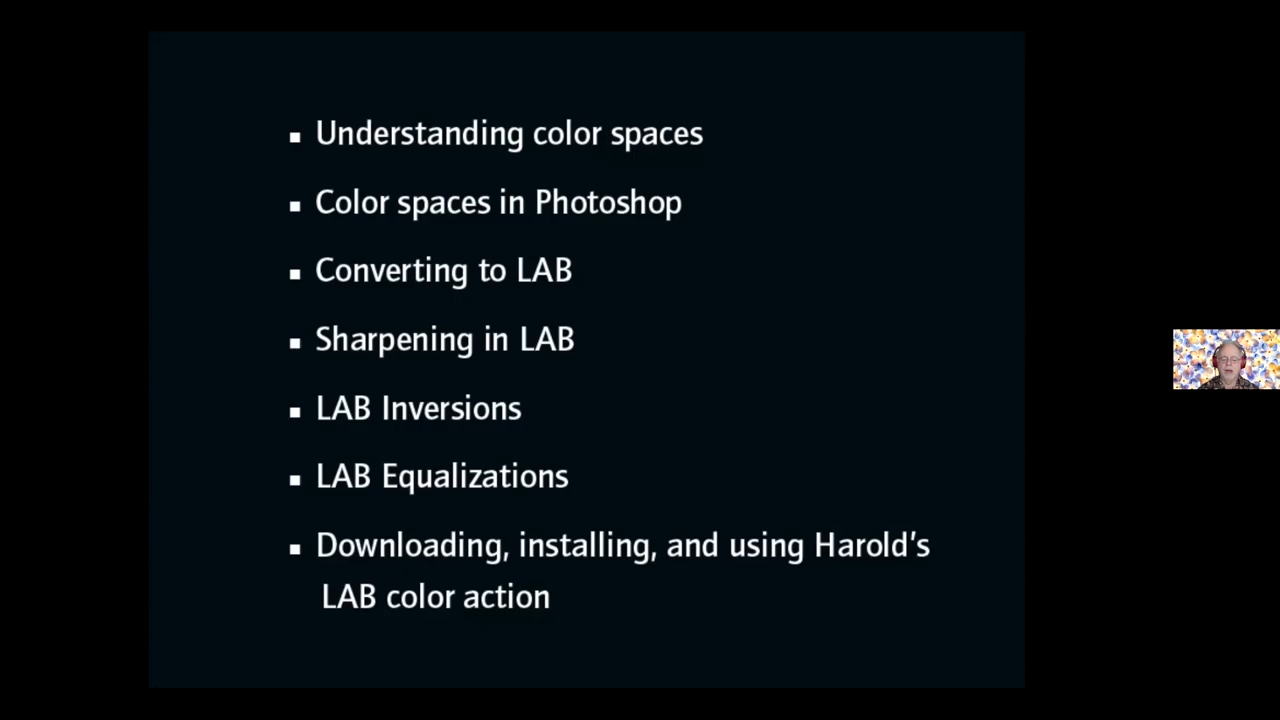 ▪ Understanding color spaces
▪ Color spaces in Photoshop
▪ Converting to LAB
▪ Sharpening in LAB
▪ LAB Inversions
▪ LAB Equalizations
▪ Downloading, installing, and using Harold's
LAB color action